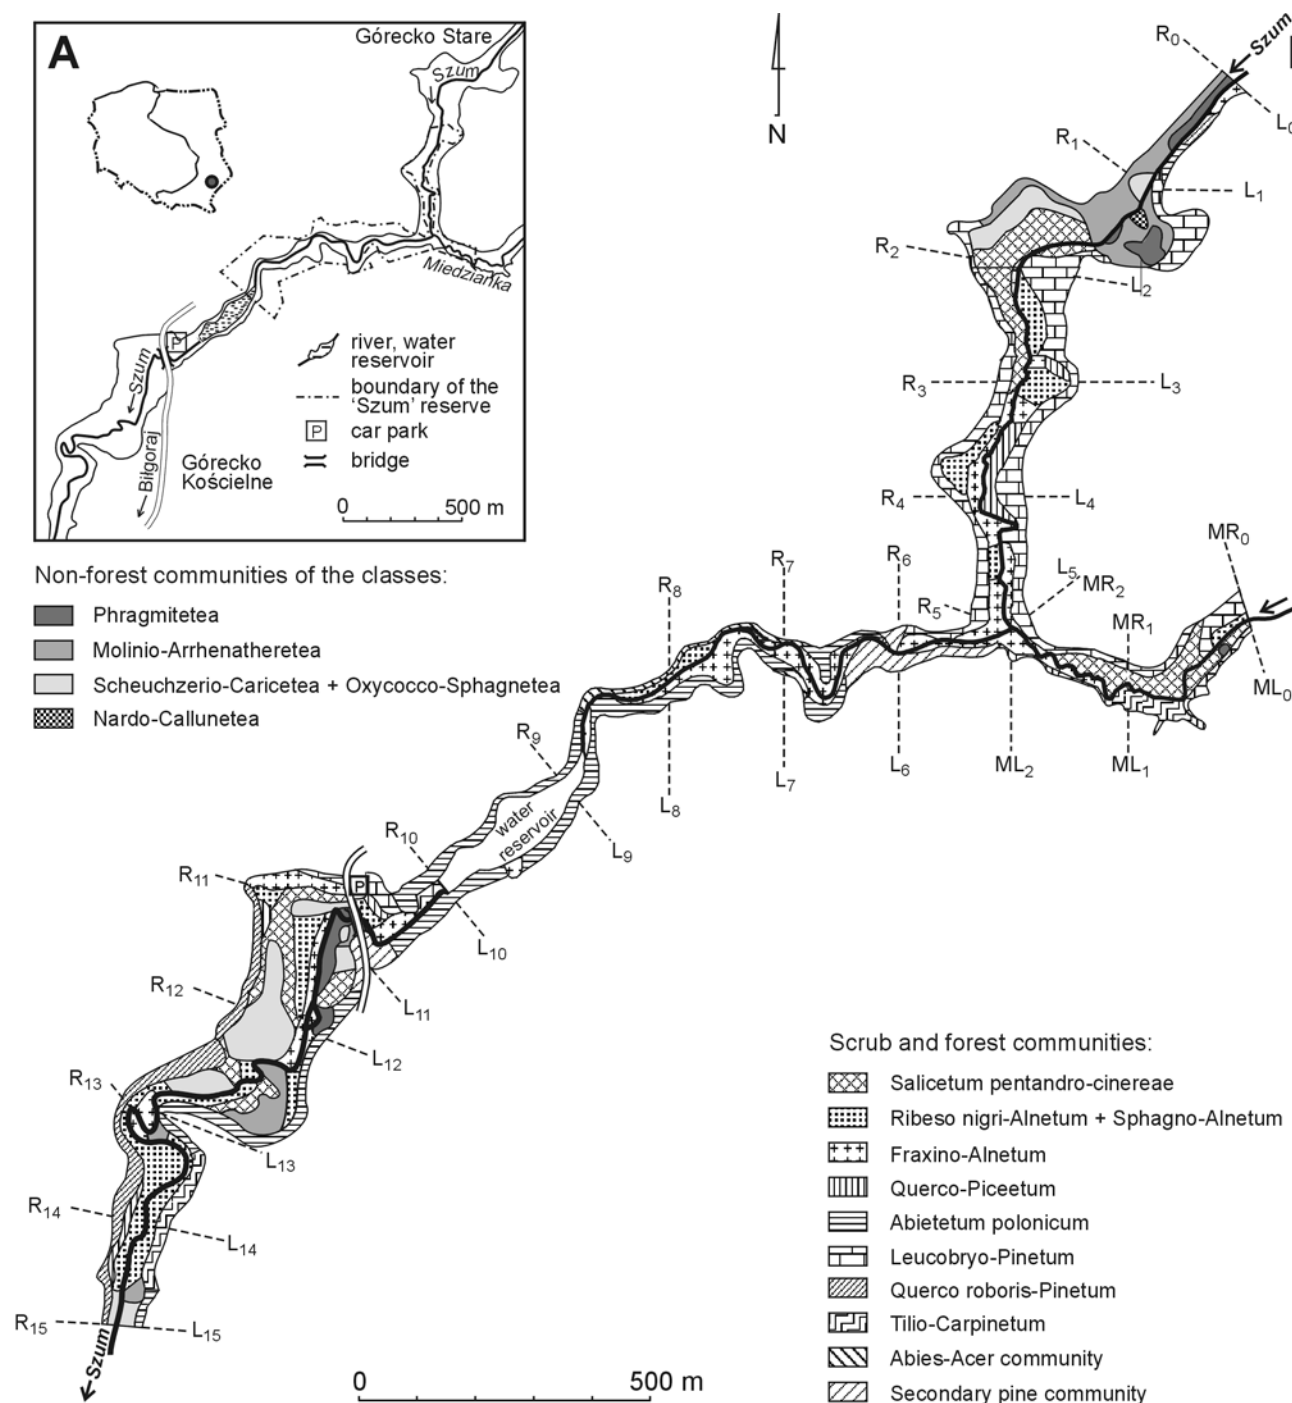 A
Górecko Stare
Szum
Miedzianka
P
Szum
Biłgoraj
Górecko
Kościelne
river, water
reservoir
boundary of the
‘Szum’ reserve
P car park
bridge
0 500 m
N
Szum
R0
L0
R1
L1
R2
L2
R3
L3
R4
L4
R5
L5
MR2
MR1
MR0
ML0
ML1
ML2
R6
L6
R7
L7
R8
L8
R9
L9
water
reservoir
R10
L10
P
R11
L11
R12
L12
R13
L13
R14
L14
R15
L15
Szum
Non-forest communities of the classes:
Phragmitetea
Molinio-Arrhenatheretea
Scheuchzerio-Caricetea + Oxycocco-Sphagnetea
Nardo-Callunetea
Scrub and forest communities:
Salicetum pentandro-cinereae
Ribeso nigri-Alnetum + Sphagno-Alnetum
Fraxino-Alnetum
Querco-Piceetum
Abietetum polonicum
Leucobryo-Pinetum
Querco roboris-Pinetum
Tilio-Carpinetum
Abies-Acer community
Secondary pine community
0 500 m